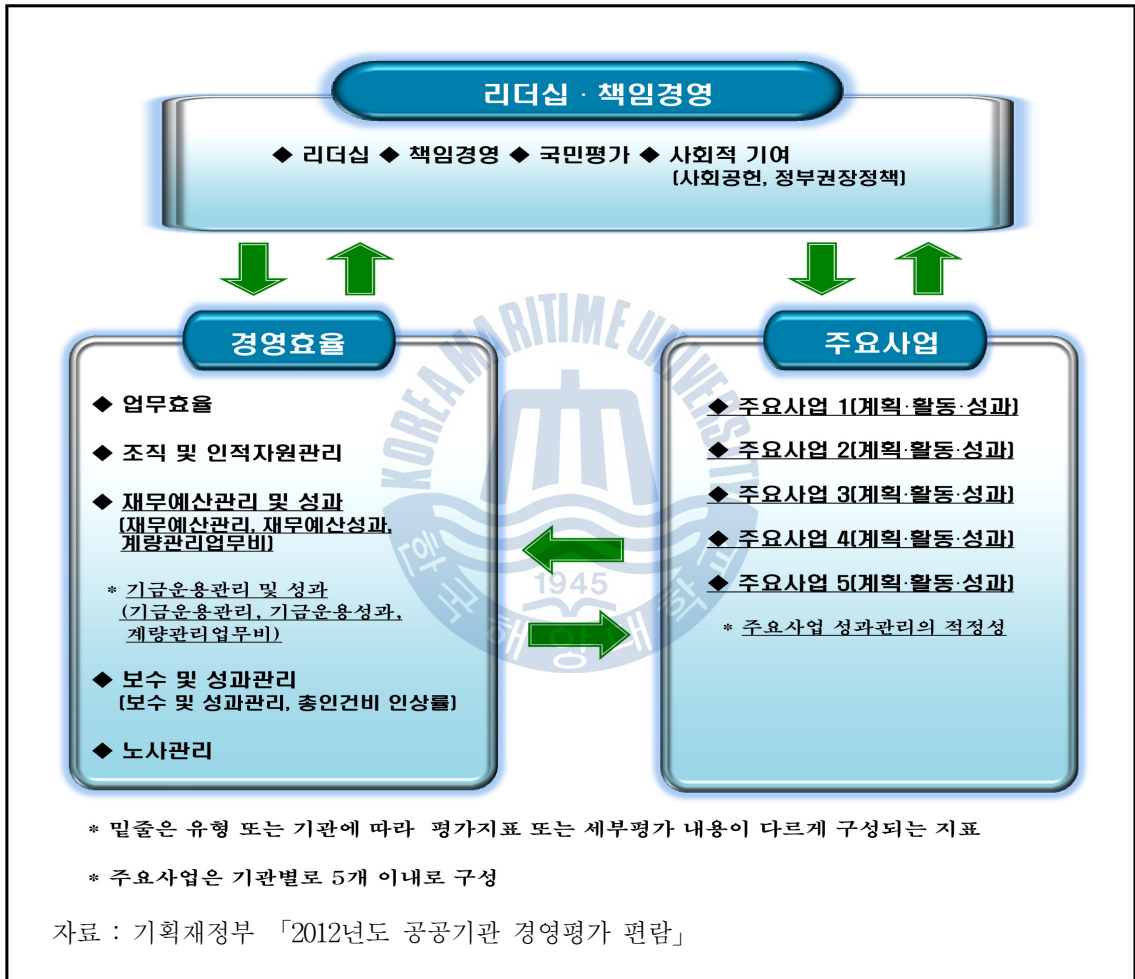 리더십 · 책임경영
◆ 리더십 ◆ 책임경영 ◆ 국민평가 ◆ 사회적 기여
(사회공헌, 정부권장정책)
경영효율
◆ 업무효율
◆ 조직 및 인적자원관리
◆ 재무예산관리 및 성과
(재무예산관리, 재무예산성과,
계량관리업무비)
* 기금운용관리 및 성과
(기금운용관리, 기금운용성과,
계량관리업무비)
◆ 보수 및 성과관리
(보수 및 성과관리, 총인건비 인상률)
◆ 노사관리
주요사업
◆ 주요사업 1(계획·활동·성과)
◆ 주요사업 2(계획·활동·성과)
◆ 주요사업 3(계획·활동·성과)
◆ 주요사업 4(계획·활동·성과)
◆ 주요사업 5(계획·활동·성과)
* 주요사업 성과관리의 적정성
KOREA MARITIME UNIVERSITY
1945
한국해양대학교
* 밑줄은 유형 또는 기관에 따라 평가지표 또는 세부평가 내용이 다르게 구성되는 지표
* 주요사업은 기관별로 5개 이내로 구성
자료 : 기획재정부 「2012년도 공공기관 경영평가 편람」